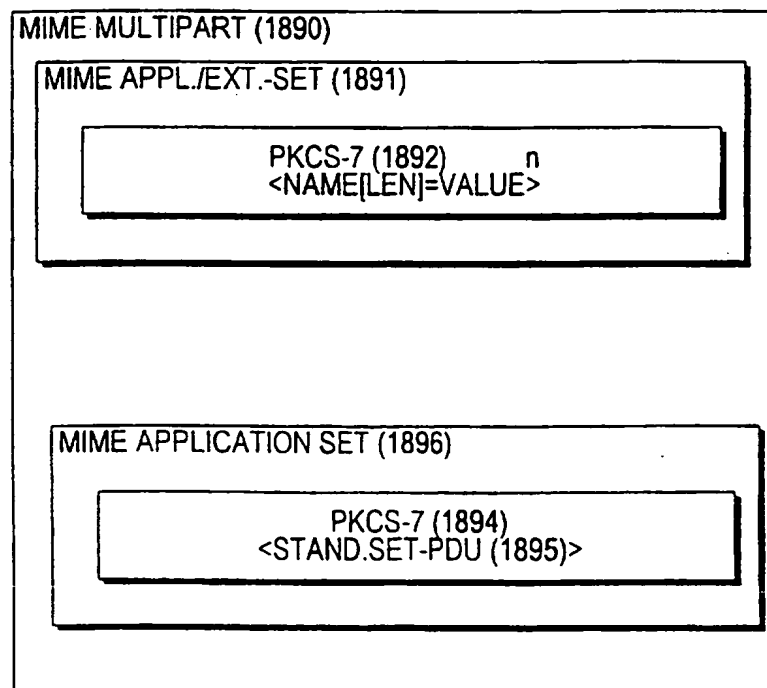 MIME MULTIPART (1890)
MIME APPL./EXT.-SET (1891)
PKCS-7 (1892) n
<NAME[LEN]=VALUE>
MIME APPLICATION SET (1896)
PKCS-7 (1894)
<STAND.SET-PDU (1895)>